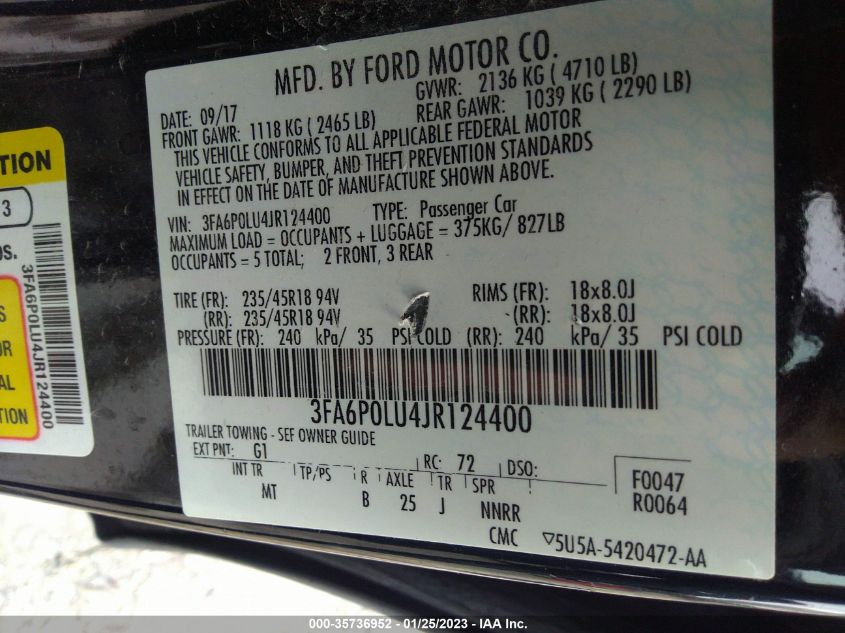 MFD. BY FORD MOTOR CO.
DATE: 09/17 GVWR: 2136 KG ( 4710 LB)
FRONT GAWR: 1118 KG ( 2465 LB) REAR GAWR: 1039 KG ( 2290 LB)
THIS VEHICLE CONFORMS TO ALL APPLICABLE FEDERAL MOTOR
VEHICLE SAFETY, BUMPER, AND THEFT PREVENTION STANDARDS
IN EFFECT ON THE DATE OF MANUFACTURE SHOWN ABOVE.
VIN: 3FA6P0LU4JR124400 TYPE: Passenger Car
MAXIMUM LOAD = OCCUPANTS + LUGGAGE = 375KG/ 827LB
OCCUPANTS = 5 TOTAL; 2 FRONT, 3 REAR
TIRE (FR): 235/45R18 94V RIMS (FR): 18x8.0J
(RR): 235/45R18 94V (RR): 18x8.0J
PRESSURE (FR): 240 kPa/ 35 PSI COLD (RR): 240 kPa/ 35 PSI COLD
3FA6P0LU4JR124400
TRAILER TOWING - SEE OWNER GUIDE
EXT PNT: G1 RC: 72 DSO:
INT TR TP/PS R AXLE TR SPR
MT B 25 J NNRR
F0047
R0064
CMC ▽5U5A-5420472-AA
TION
3
OS.
S
OR
AL
S
3FA6P0LU4JR124400
000-35736952 - 01/25/2023 - IAA Inc.